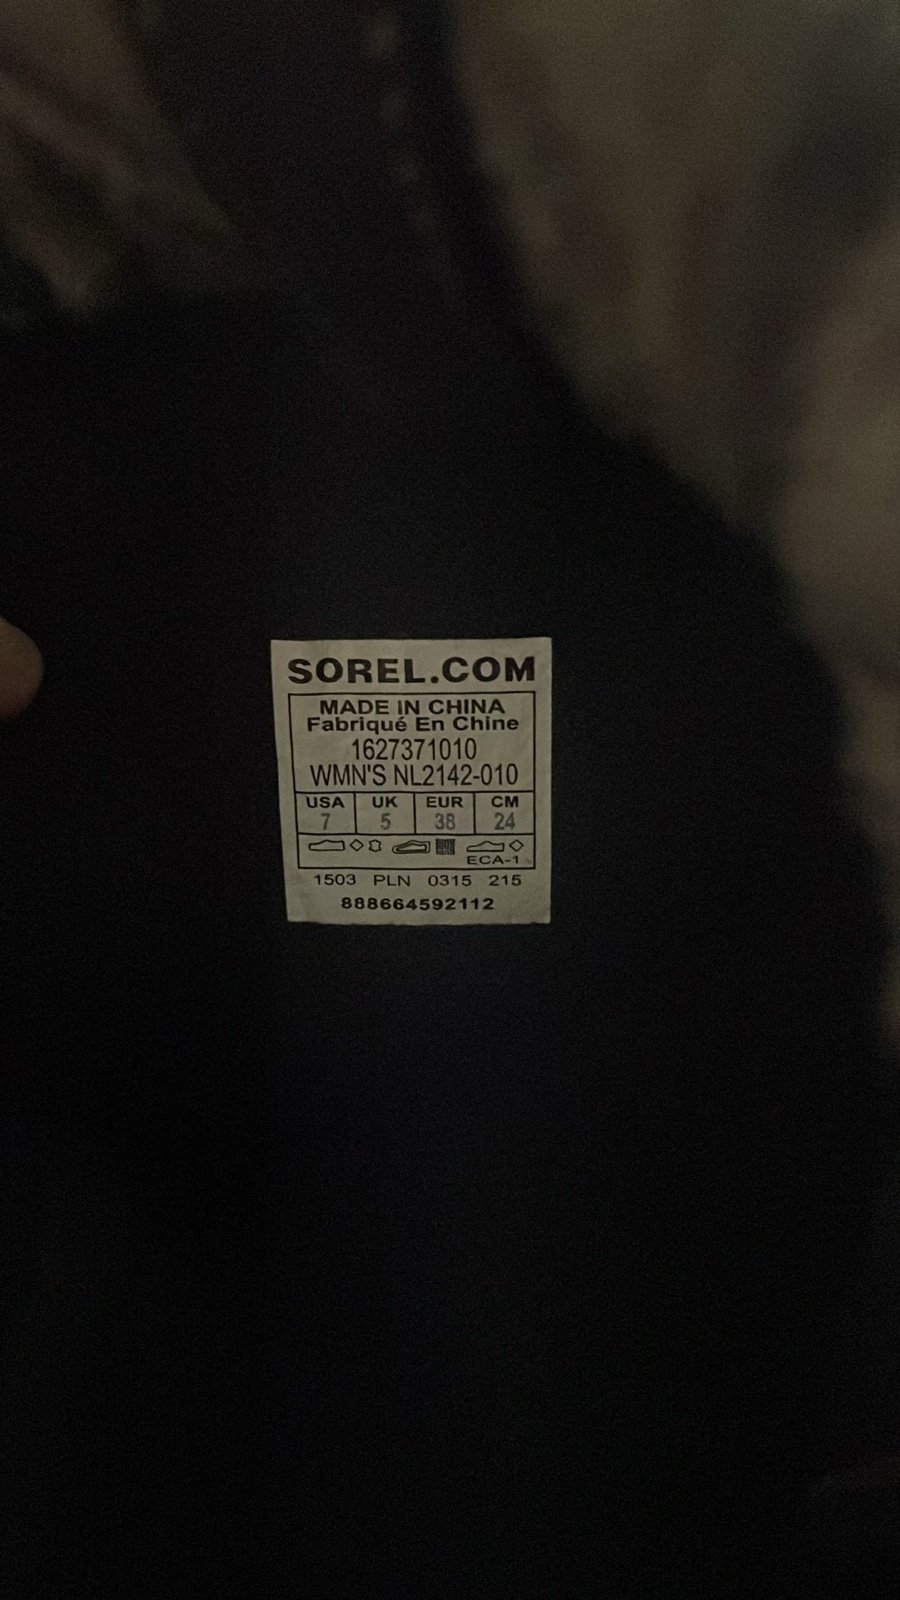 SOREL.COM
MADE IN CHINA
Fabriqué En Chine
1627371010
WMN'S NL2142-010
USA UK EUR CM
7 5 38 24
ECA-1
1503 PLN 0315 215
888664592112